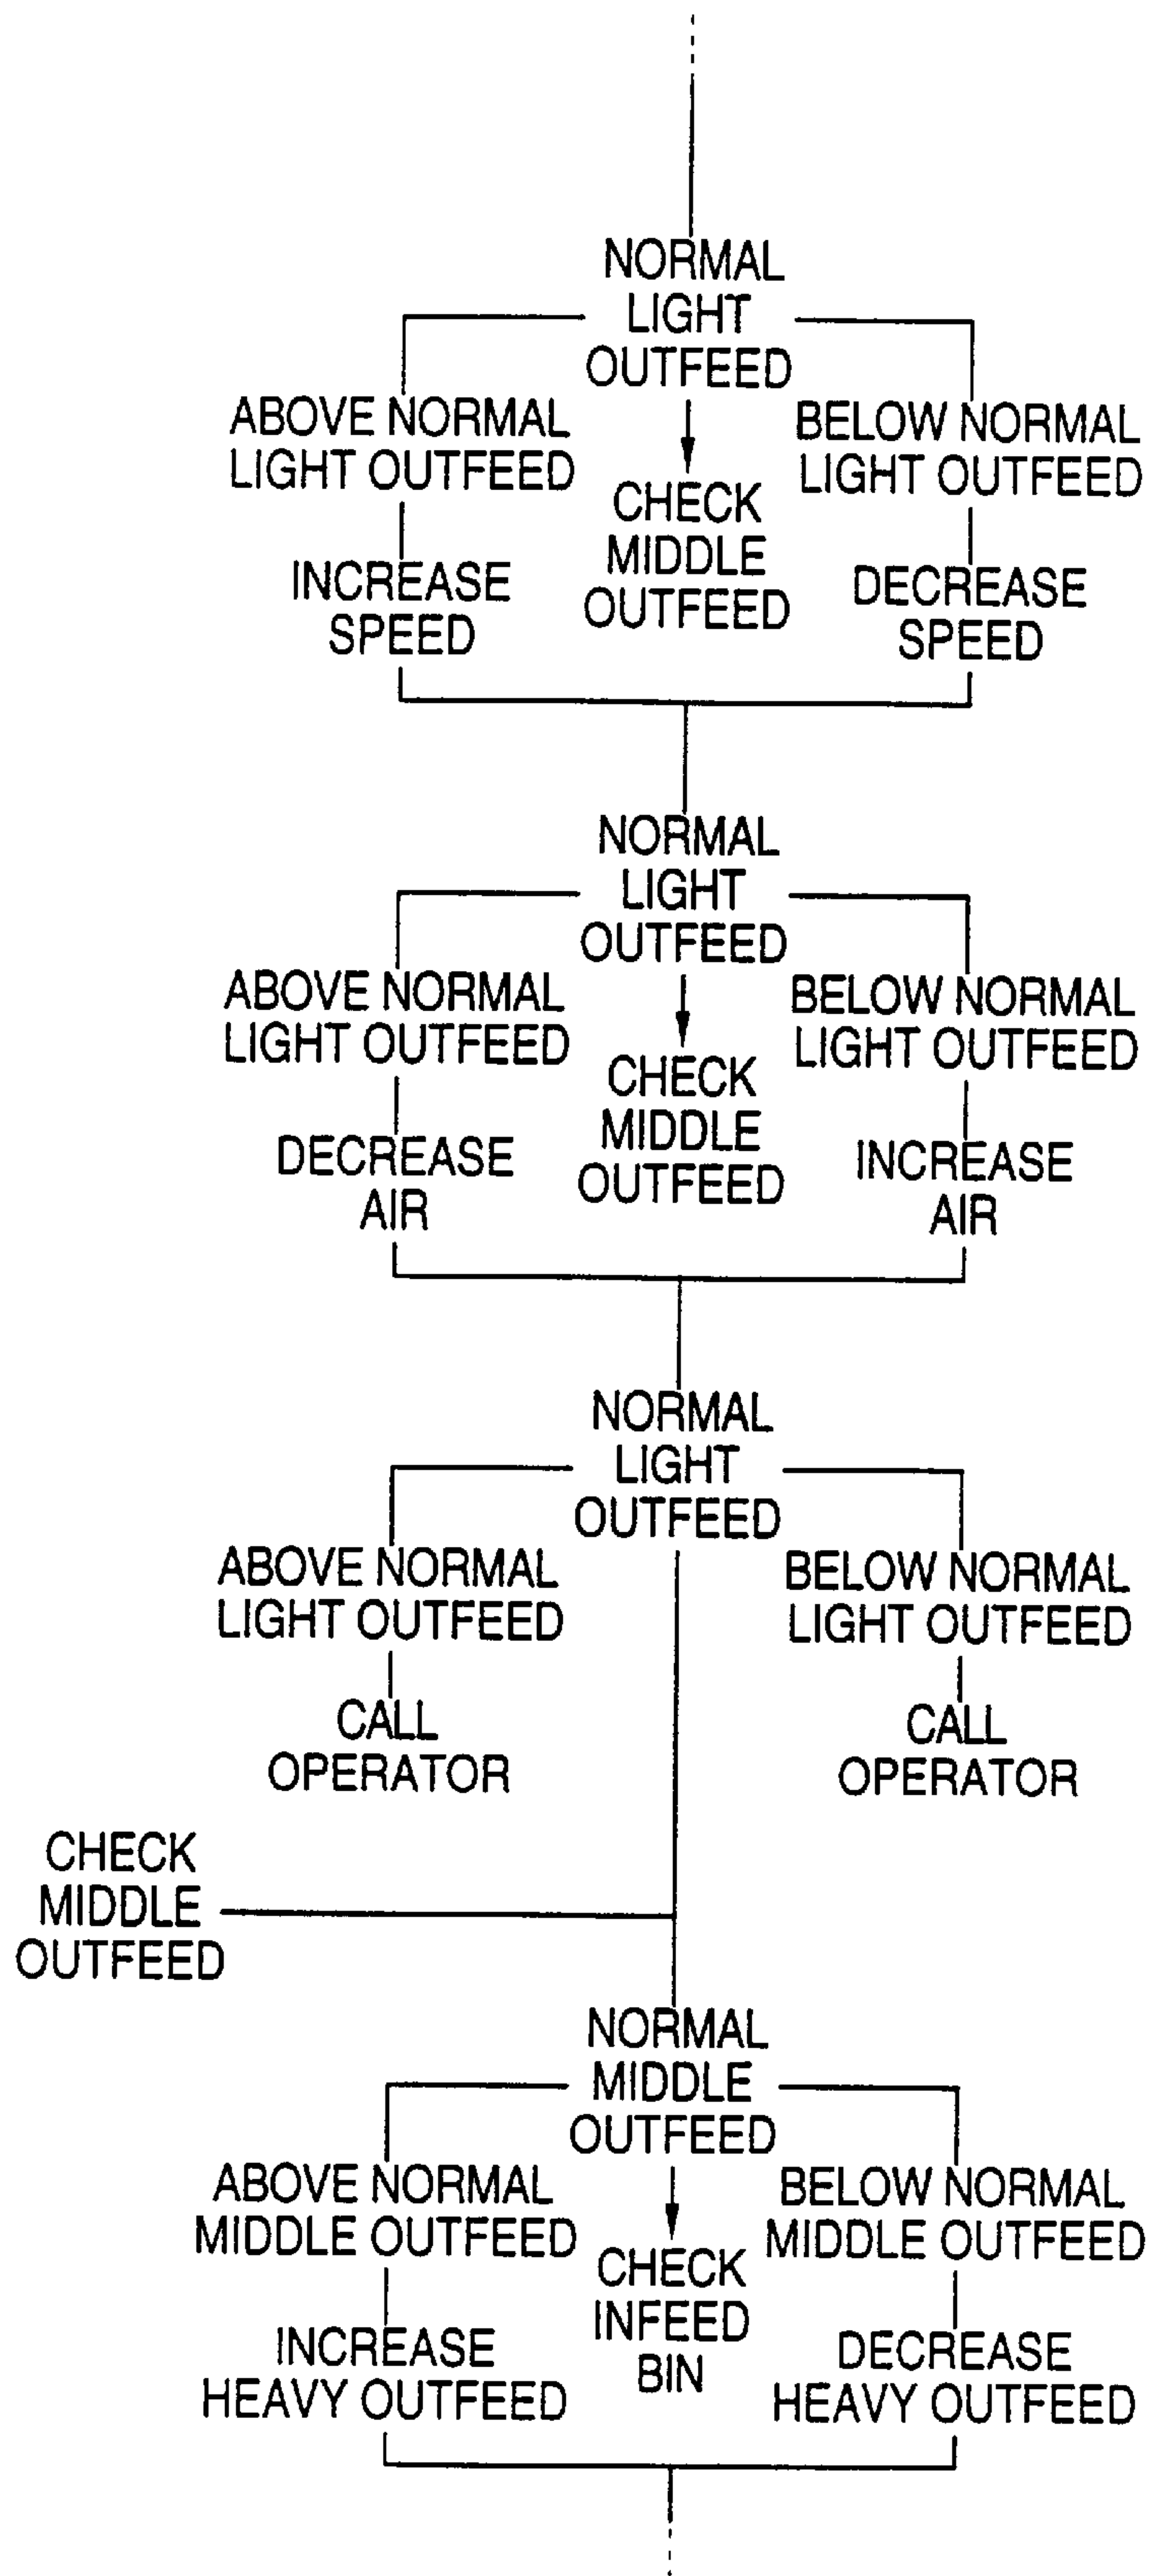 NORMAL
LIGHT
OUTFEED
ABOVE NORMAL
LIGHT OUTFEED
INCREASE
SPEED
CHECK
MIDDLE
OUTFEED
BELOW NORMAL
LIGHT OUTFEED
DECREASE
SPEED
NORMAL
LIGHT
OUTFEED
ABOVE NORMAL
LIGHT OUTFEED
DECREASE
AIR
CHECK
MIDDLE
OUTFEED
BELOW NORMAL
LIGHT OUTFEED
INCREASE
AIR
NORMAL
LIGHT
OUTFEED
ABOVE NORMAL
LIGHT OUTFEED
CALL
OPERATOR
BELOW NORMAL
LIGHT OUTFEED
CALL
OPERATOR
CHECK
MIDDLE
OUTFEED
NORMAL
MIDDLE
OUTFEED
ABOVE NORMAL
MIDDLE OUTFEED
INCREASE
HEAVY OUTFEED
CHECK
INFEED
BIN
BELOW NORMAL
MIDDLE OUTFEED
DECREASE
HEAVY OUTFEED